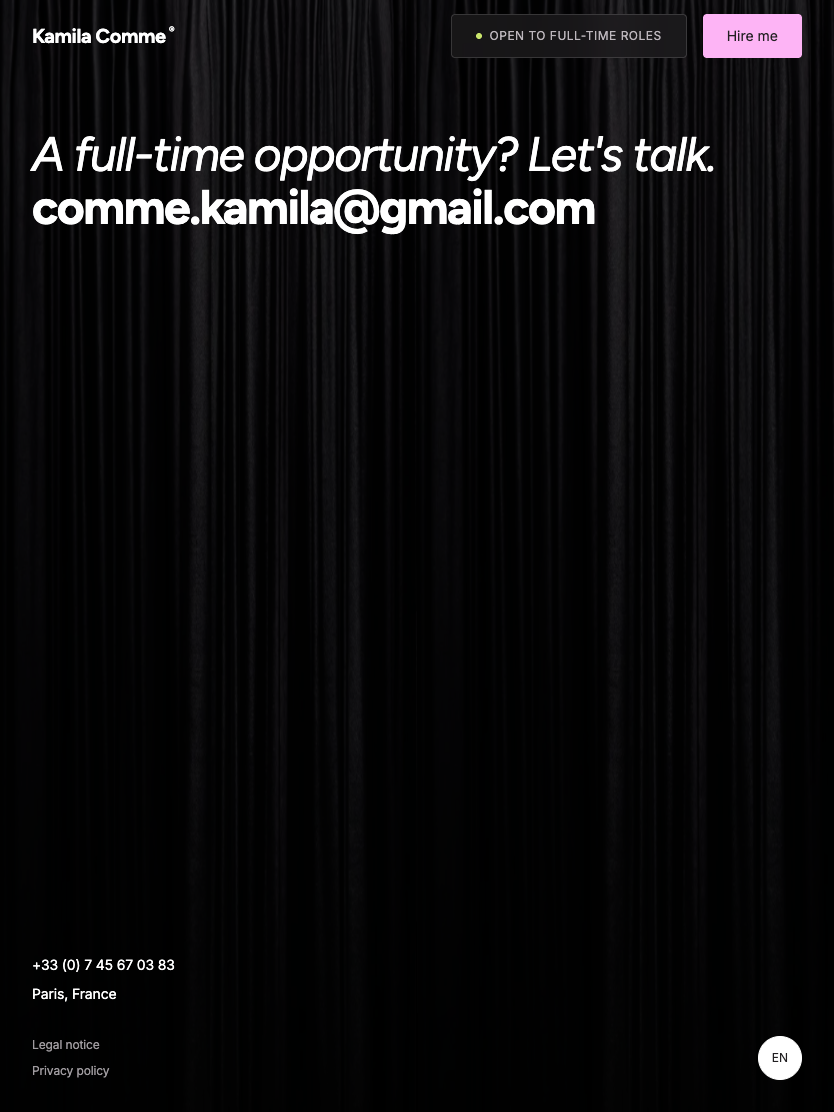 Kamila Comme®
OPEN TO FULL-TIME ROLES
Hire me
A full-time opportunity? Let's talk.
comme.kamila@gmail.com
+33 (0) 7 45 67 03 83
Paris, France
Legal notice
Privacy policy
EN